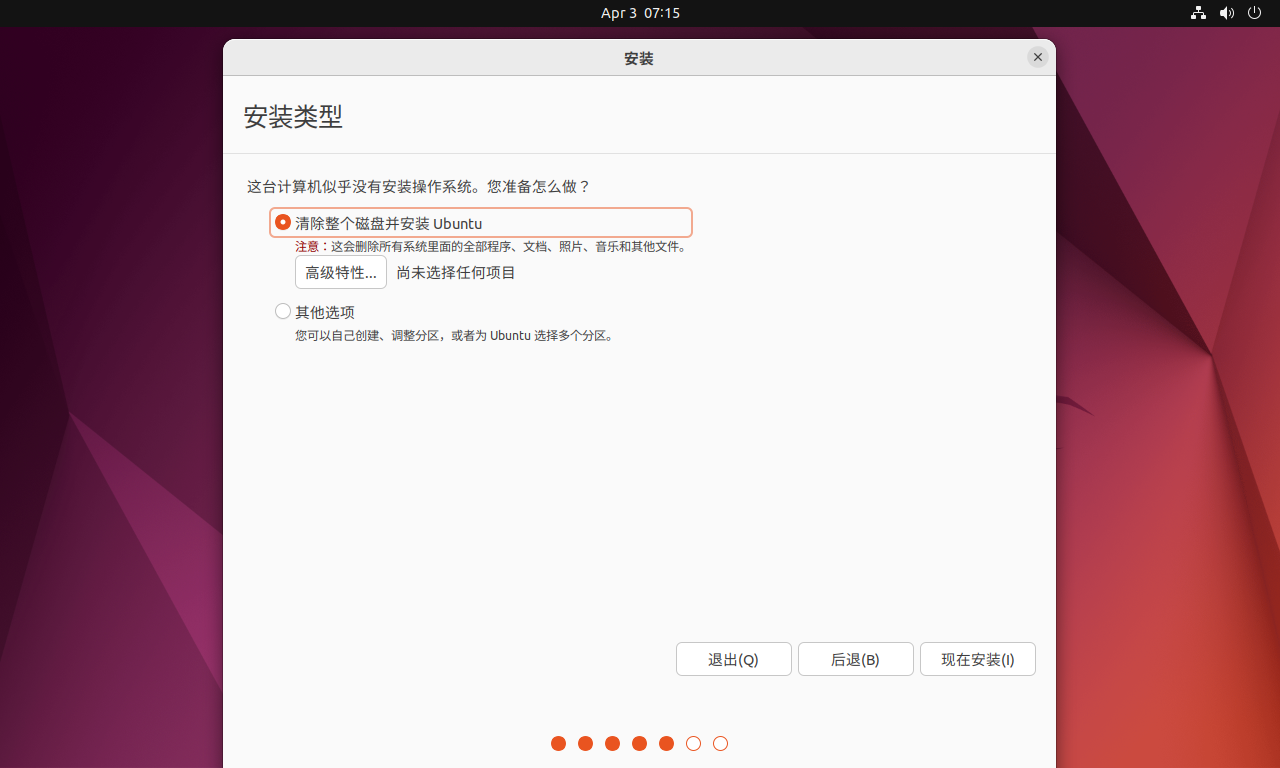 Apr 3 07:15
安装
安装类型
这台计算机似乎没有安装操作系统。您准备怎么做？
清除整个磁盘并安装 Ubuntu
注意：这会删除所有系统里面的全部程序、文档、照片、音乐和其他文件。
高级特性... 尚未选择任何项目
其他选项
您可以自己创建、调整分区，或者为 Ubuntu 选择多个分区。
退出(Q) 后退(B) 现在安装(I)